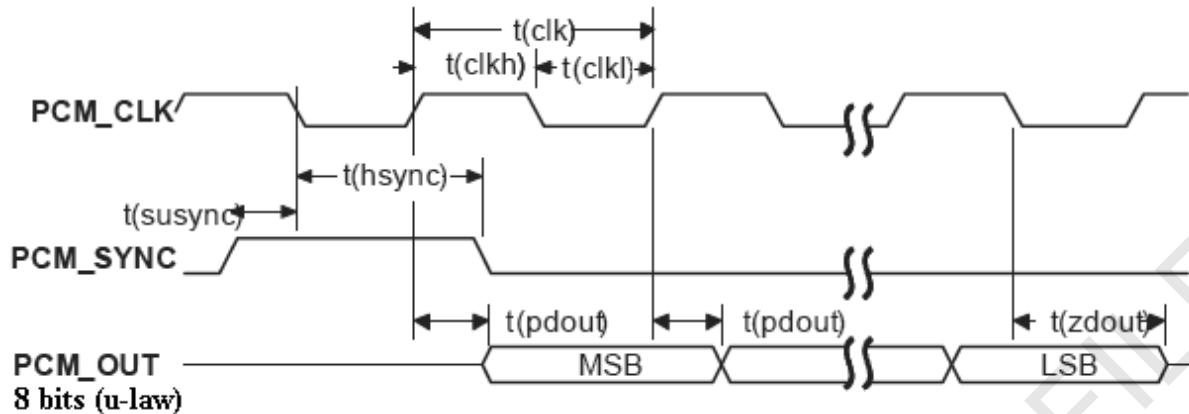 t(clk)
t(clkh) t(clkl)
PCM_CLK
t(hsync)
t(susync)
PCM_SYNC
t(pdout) t(pdout) t(zdout)
PCM_OUT MSB LSB
8 bits (u-law)